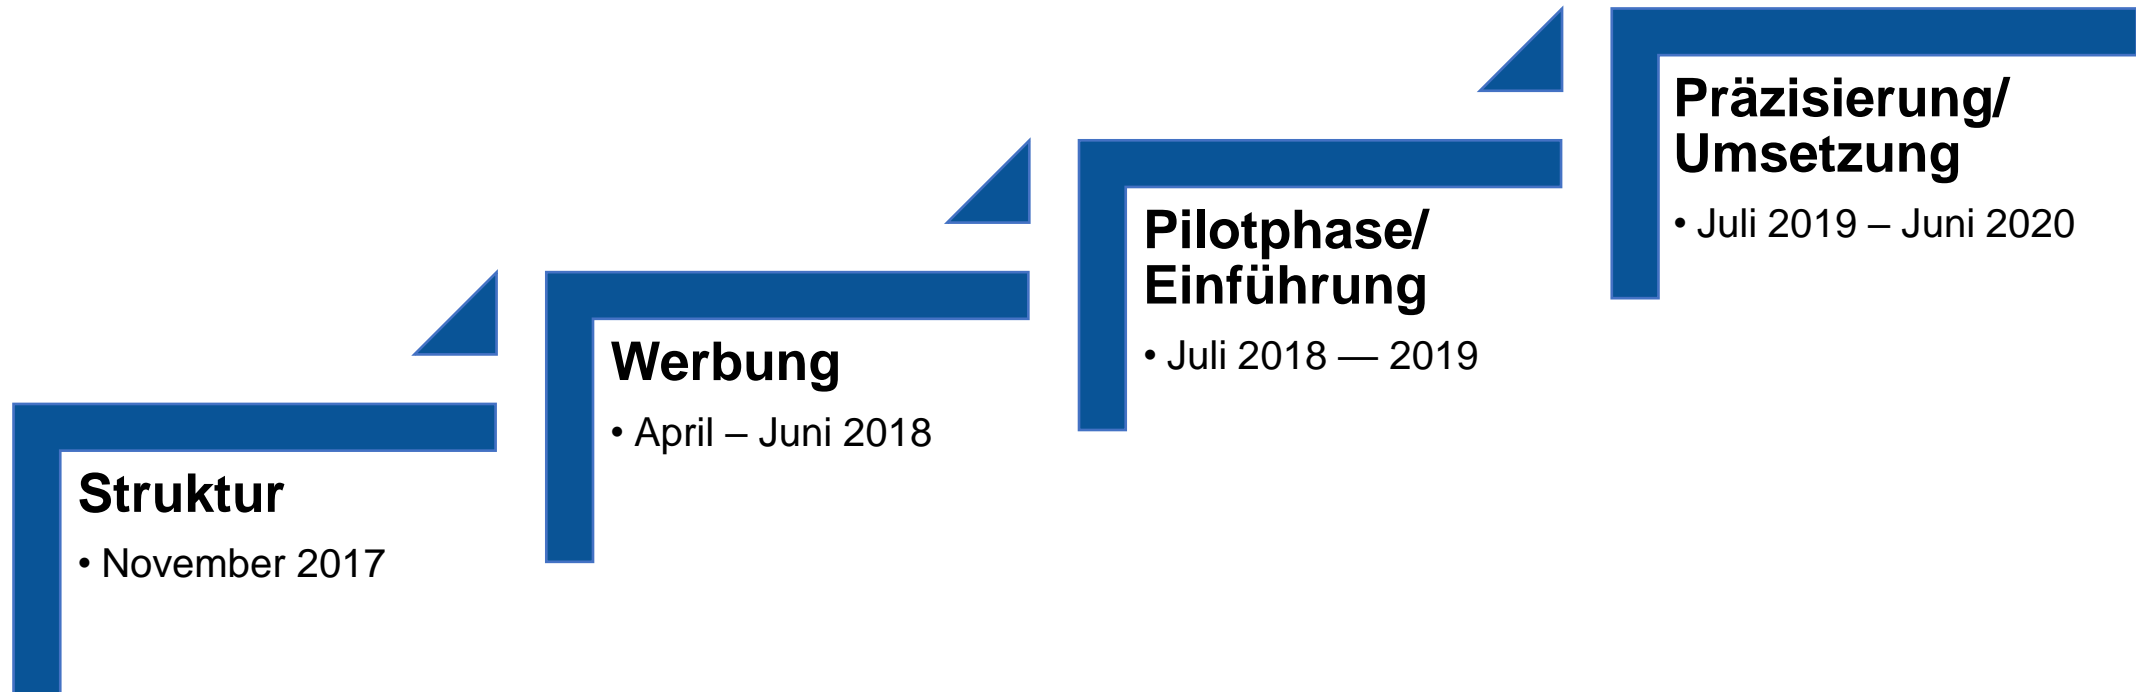 Struktur
• November 2017
Werbung
• April – Juni 2018
Pilotphase/
Einführung
• Juli 2018 — 2019
Präzisierung/
Umsetzung
• Juli 2019 – Juni 2020